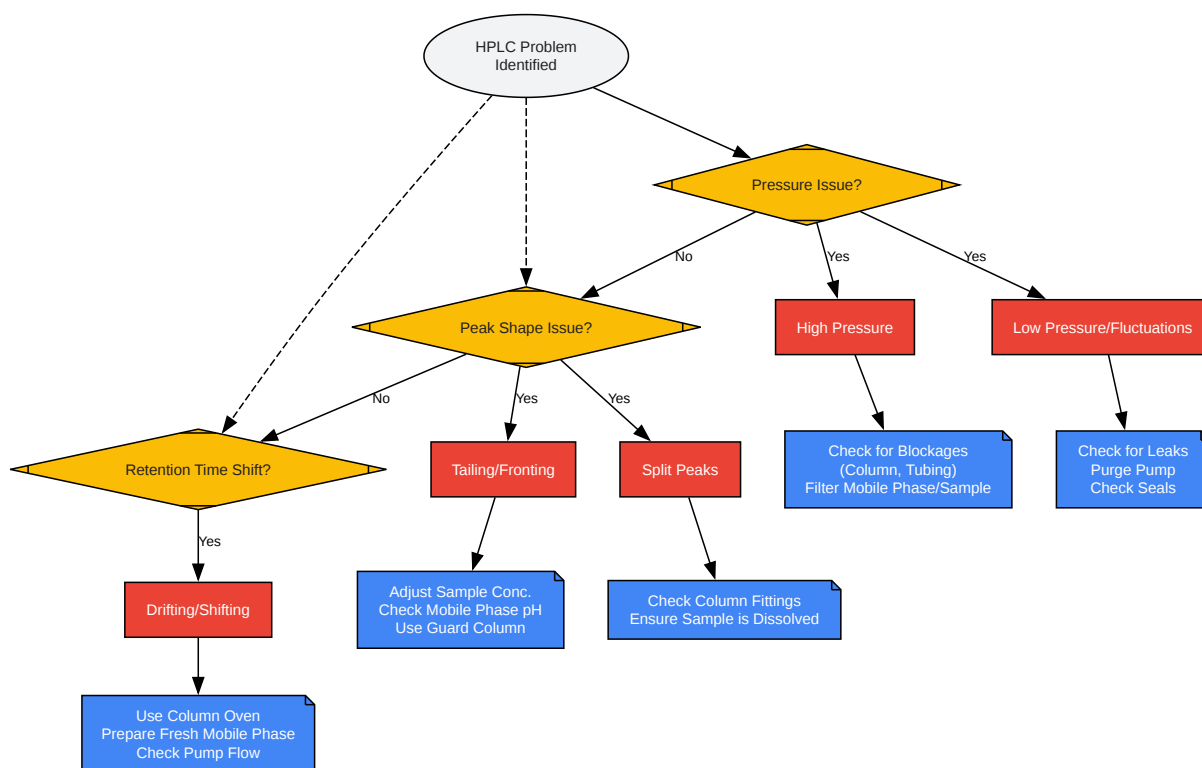 HPLC Problem
Identified
Pressure Issue?
No
Yes
Yes
Peak Shape Issue?
High Pressure
Low Pressure/Fluctuations
No
Yes
Yes
Retention Time Shift?
Tailing/Fronting
Split Peaks
Check for Blockages
(Column, Tubing)
Filter Mobile Phase/Sample
Check for Leaks
Purge Pump
Check Seals
Yes
Drifting/Shifting
Adjust Sample Conc.
Check Mobile Phase pH
Use Guard Column
Check Column Fittings
Ensure Sample is Dissolved
Use Column Oven
Prepare Fresh Mobile Phase
Check Pump Flow